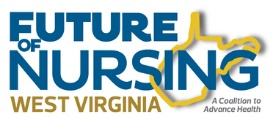 FUTURE
OF
NURSING
WEST VIRGINIA
A Coalition to
Advance Health